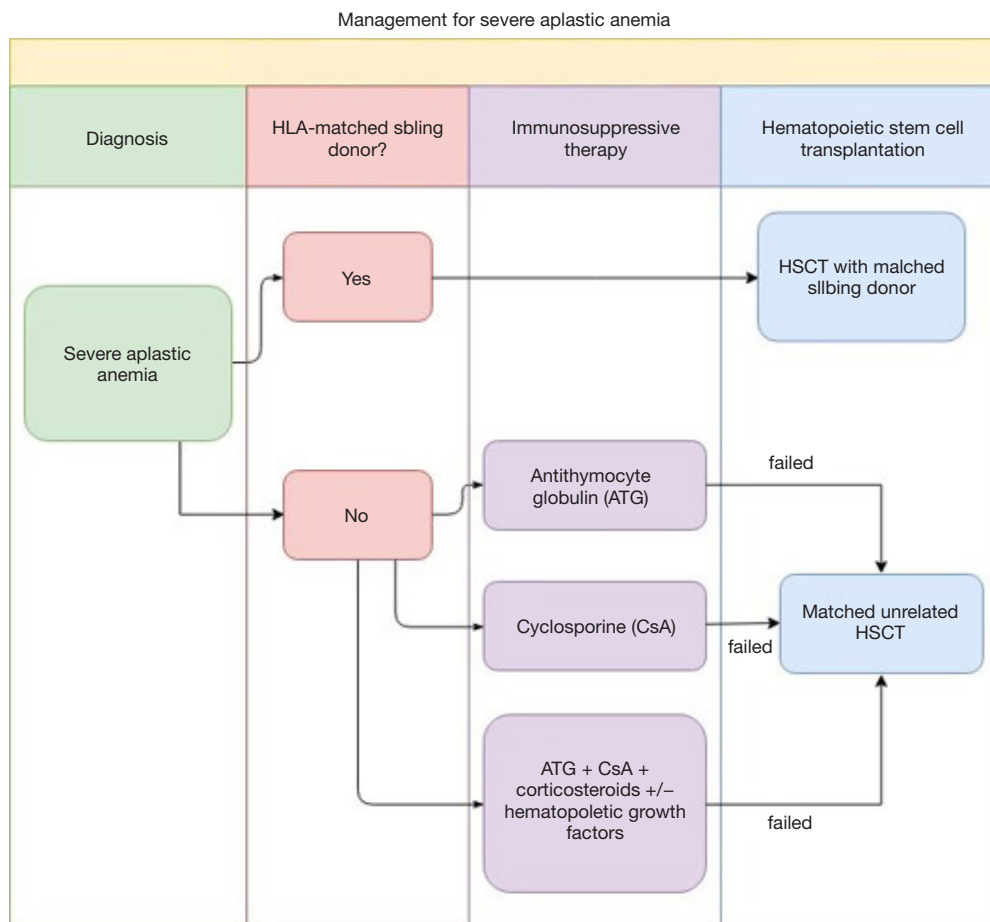 Management for severe aplastic anemia
Diagnosis
HLA-matched sbling
donor?
Immunosuppressive
therapy
Hematopoietic stem cell
transplantation
Yes
HSCT with malched
sllbing donor
Severe aplastic
anemia
No
Antithymocyte
globulin (ATG)
failed
Cyclosporine (CsA)
failed
Matched unrelated
HSCT
ATG + CsA +
corticosteroids +/–
hematopoletic growth
factors
failed